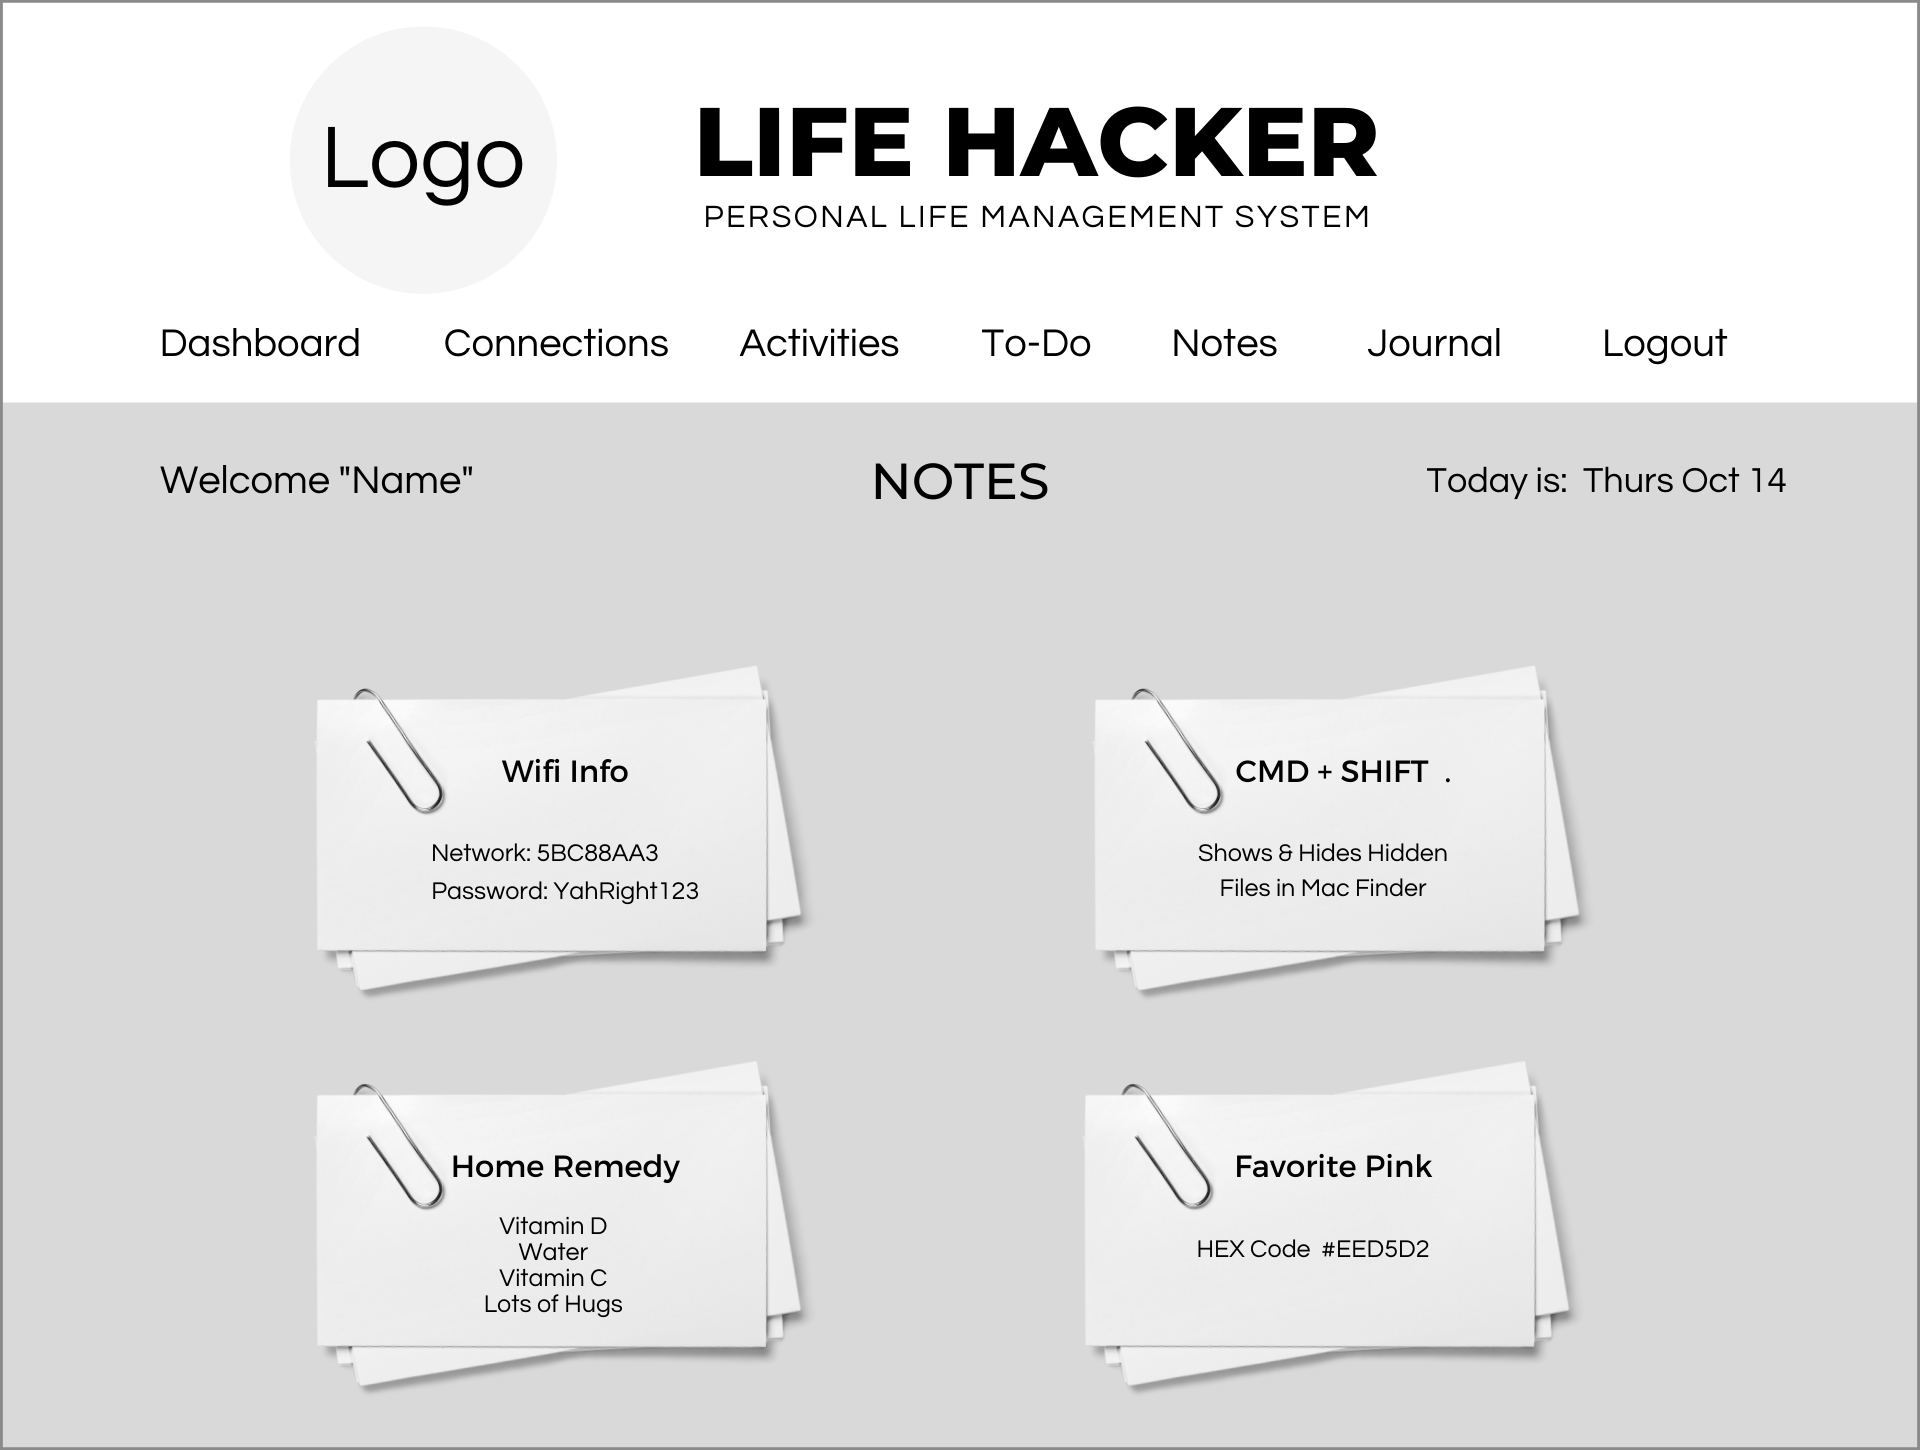 Logo
LIFE HACKER
PERSONAL LIFE MANAGEMENT SYSTEM
Dashboard Connections Activities To-Do Notes Journal Logout
Welcome "Name" NOTES Today is: Thurs Oct 14
Wifi Info
Network: 5BC88AA3
Password: YahRight123
CMD + SHIFT .
Shows & Hides Hidden
Files in Mac Finder
Home Remedy
Vitamin D
Water
Vitamin C
Lots of Hugs
Favorite Pink
HEX Code #EED5D2